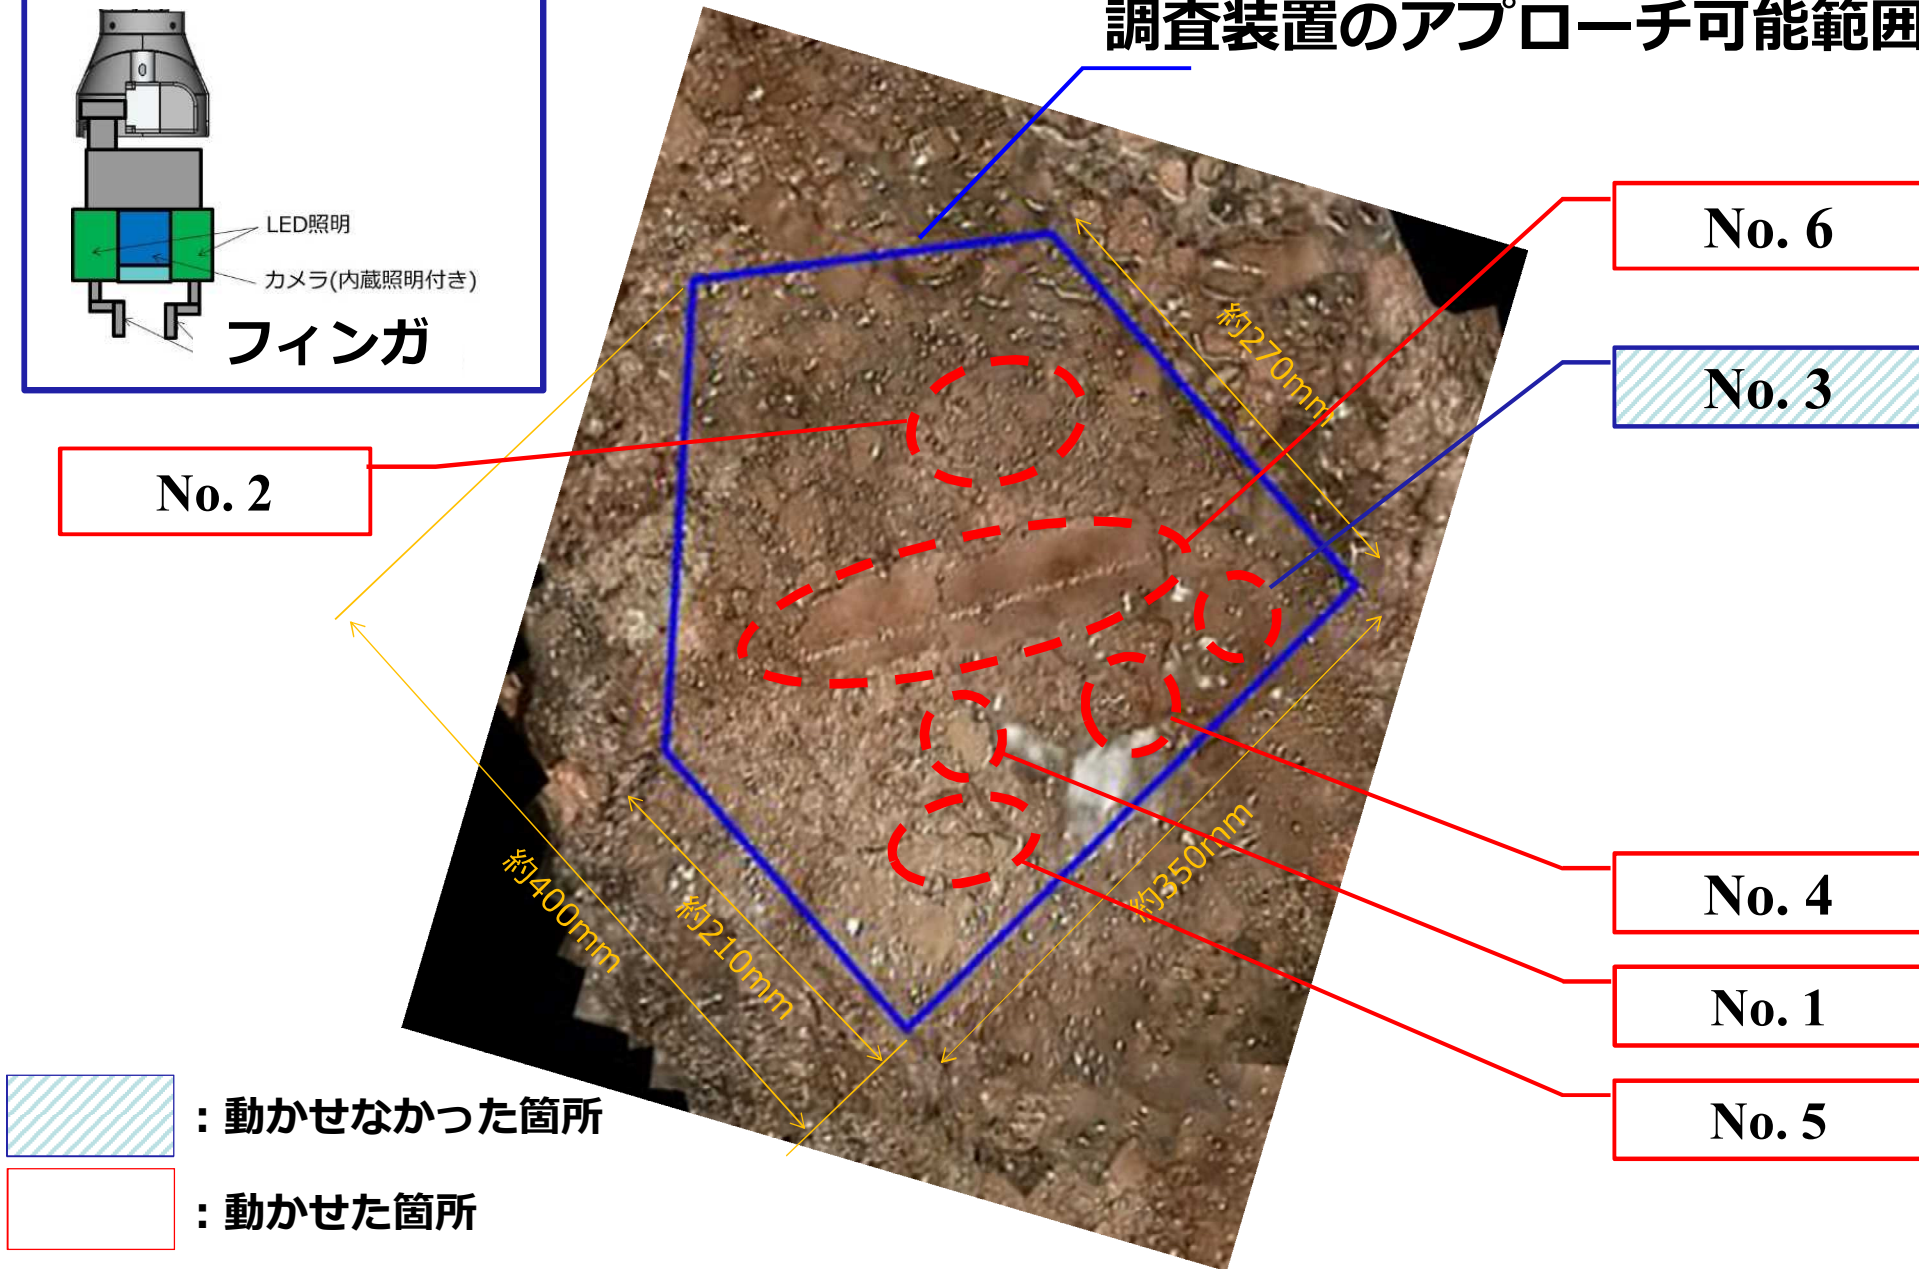 調査装置のアプローチ可能範囲
LED照明
カメラ(内蔵照明付き)
フィンガ
No. 6
No. 3
No. 2
約270mm
約350mm
約400mm
約210mm
No. 4
No. 1
No. 5
：動かせなかった箇所
：動かせた箇所